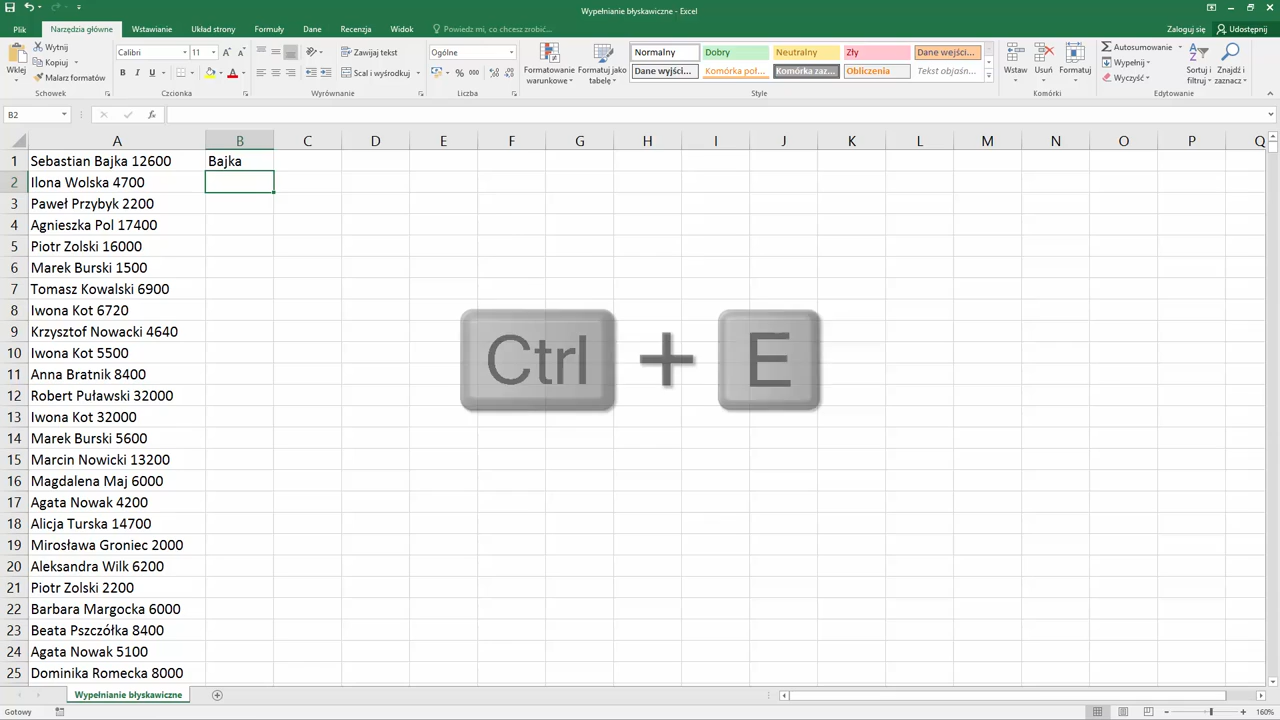 Wypełnianie błyskawiczne - Excel
Plik Narzędzia główne Wstawianie Układ strony Formuły Dane Recenzja Widok Powiedz mi, co chcesz zrobić. Zaloguj się Udostępnij
Wklej
Wytnij
Kopiuj
Malarz formatów
Schowek
Calibri 11
B I U
Czcionka
Zawijaj tekst
Scal i wyśrodkuj
Wyrównanie
Ogólne
% 000
Liczba
Formatowanie warunkowe
Formatuj jako tabelę
Normalny Dobry Neutralny Zły Dane wejści...
Dane wyjści... Komórka poł... Komórka zaz... Obliczenia Tekst objaśn...
Style
Wstaw Usuń Formatuj
Komórki
Autosumowanie
Wypełnij
Wyczyść
Sortuj i filtruj
Znajdź i zaznacz
Edytowanie
B2 fx
A B C D E F G H I J K L M N O P Q
1 Sebastian Bajka 12600 Bajka
2 Ilona Wolska 4700
3 Paweł Przybyk 2200
4 Agnieszka Pol 17400
5 Piotr Zolski 16000
6 Marek Burski 1500
7 Tomasz Kowalski 6900
8 Iwona Kot 6720
9 Krzysztof Nowacki 4640
10 Iwona Kot 5500
11 Anna Bratnik 8400
12 Robert Puławski 32000
13 Iwona Kot 32000
14 Marek Burski 5600
15 Marcin Nowicki 13200
16 Magdalena Maj 6000
17 Agata Nowak 4200
18 Alicja Turska 14700
19 Mirosława Groniec 2000
20 Aleksandra Wilk 6200
21 Piotr Zolski 2200
22 Barbara Margocka 6000
23 Beata Pszczółka 8400
24 Agata Nowak 5100
25 Dominika Romecka 8000
Ctrl + E
Wypełnianie błyskawiczne
Gotowy 160%